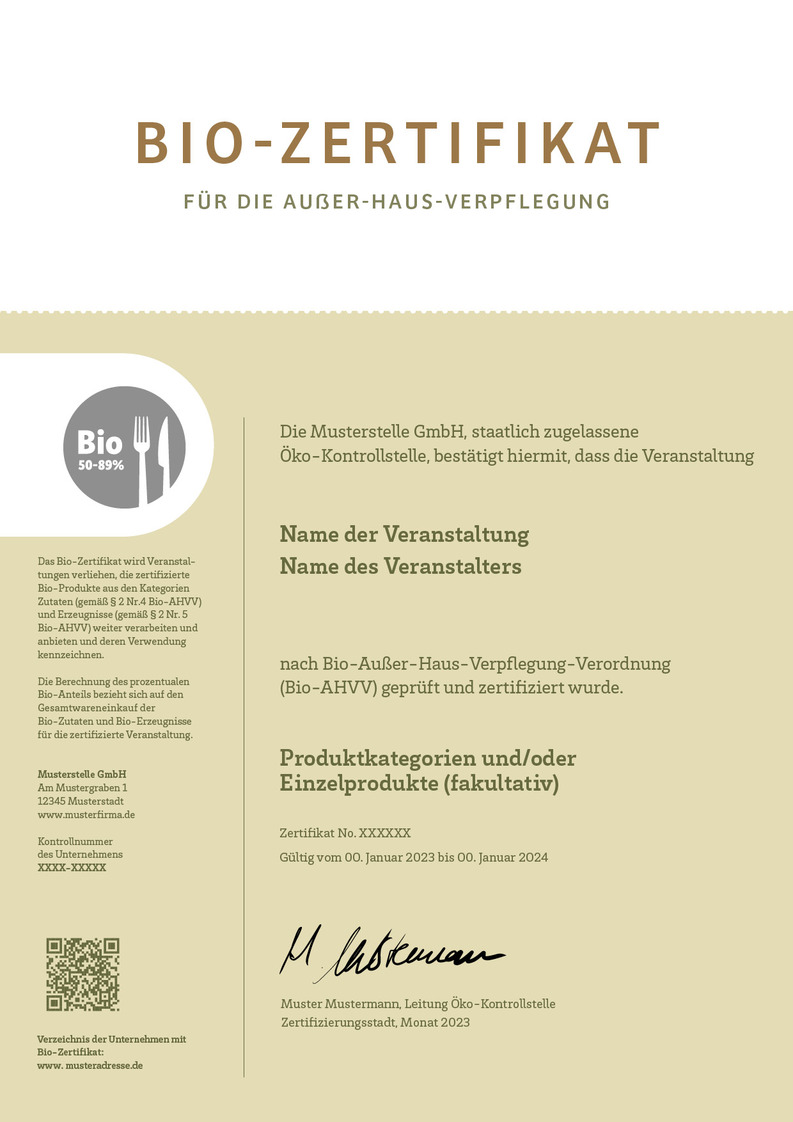 BIO-ZERTIFIKAT
FÜR DIE AUẞER-HAUS-VERPFLEGUNG
Bio
50-89%
Das Bio-Zertifikat wird Veranstal-
tungen verliehen, die zertifizierte
Bio-Produkte aus den Kategorien
Zutaten (gemäß § 2 Nr.4 Bio-AHVV)
und Erzeugnisse (gemäß § 2 Nr. 5
Bio-AHVV) weiter verarbeiten und
anbieten und deren Verwendung
kennzeichnen.
Die Berechnung des prozentualen
Bio-Anteils bezieht sich auf den
Gesamtwareneinkauf der
Bio-Zutaten und Bio-Erzeugnisse
für die zertifizierte Veranstaltung.
Musterstelle GmbH
Am Mustergraben 1
12345 Musterstadt
www.musterfirma.de
Kontrollnummer
des Unternehmens
XXXX-XXXXX
Verzeichnis der Unternehmen mit
Bio-Zertifikat:
www. musteradresse.de
Die Musterstelle GmbH, staatlich zugelassene
Öko-Kontrollstelle, bestätigt hiermit, dass die Veranstaltung
Name der Veranstaltung
Name des Veranstalters
nach Bio-Außer-Haus-Verpflegung-Verordnung
(Bio-AHVV) geprüft und zertifiziert wurde.
Produktkategorien und/oder
Einzelprodukte (fakultativ)
Zertifikat No. XXXXXX
Gültig vom 00. Januar 2023 bis 00. Januar 2024
M. Mustermann
Muster Mustermann, Leitung Öko-Kontrollstelle
Zertifizierungsstadt, Monat 2023